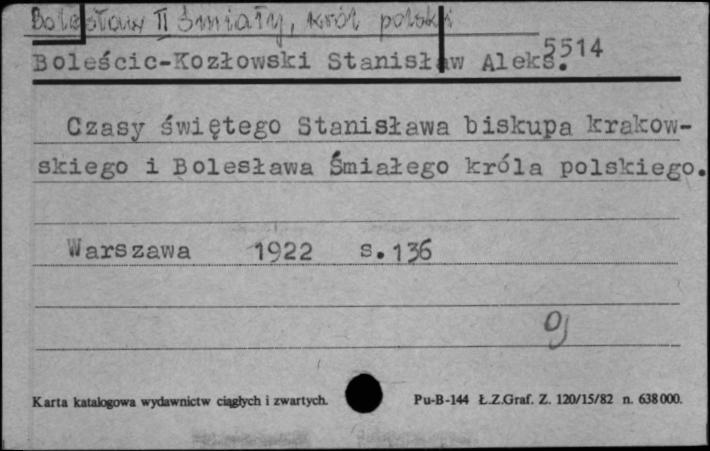 Bolesław II Śmiały, król polski
5514
Boleścic-Kozłowski Stanisław Aleks.
Czasy świętego Stanisława biskupa krakow-
skiego i Bolesława Śmiałego króla polskiego.
Warszawa 1922 s.136
Karta katalogowa wydawnictw ciągłych i zwartych. Pu-B-144 Ł.Z.Graf. Z. 120/15/82 n. 638000.